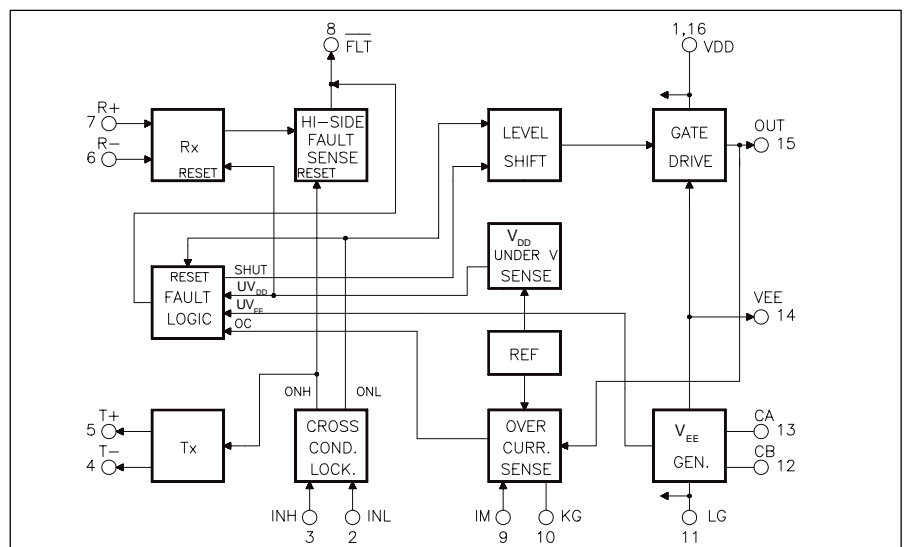 8
FLT
1,16
VDD
R+
7
R-
6
Rx
RESET
HI-SIDE
FAULT
SENSE
RESET
LEVEL
SHIFT
GATE
DRIVE
OUT
15
VDD
UNDER V
SENSE
RESET
FAULT
LOGIC
SHUT
UVDD
UVEE
OC
VEE
14
REF
ONH
ONL
T+
5
T-
4
Tx
CROSS
COND.
LOCK.
OVER
CURR.
SENSE
VEE
GEN.
CA
13
CB
12
INH
3
INL
2
IM
9
KG
10
LG
11